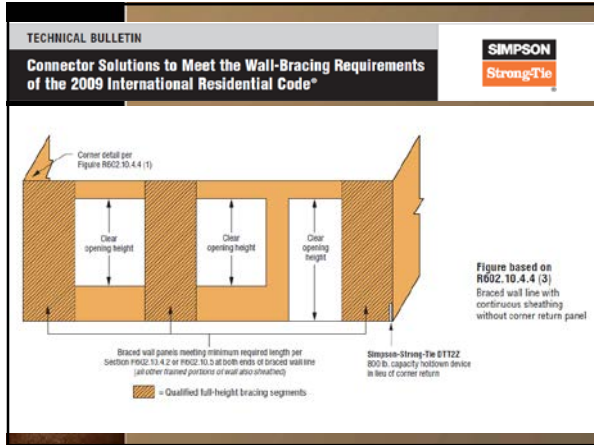 TECHNICAL BULLETIN
Connector Solutions to Meet the Wall-Bracing Requirements
of the 2009 International Residential Code®
SIMPSON
Strong-Tie
®
Corner detail per
Figure R602.10.4.4 (1)
Clear
opening height
Clear
opening height
Clear
opening
height
Figure based on
R602.10.4.4 (3)
Braced wall line with
continuous sheathing
without corner return panel
Braced wall panels meeting minimum required length per
Section R602.10.4.2 or R602.10.5 at both ends of braced wall line
(all other framed portions of wall also sheathed)
Simpson-Strong-Tie DTT2Z
800 lb. capacity holdown device
in lieu of corner return
= Qualified full-height bracing segments